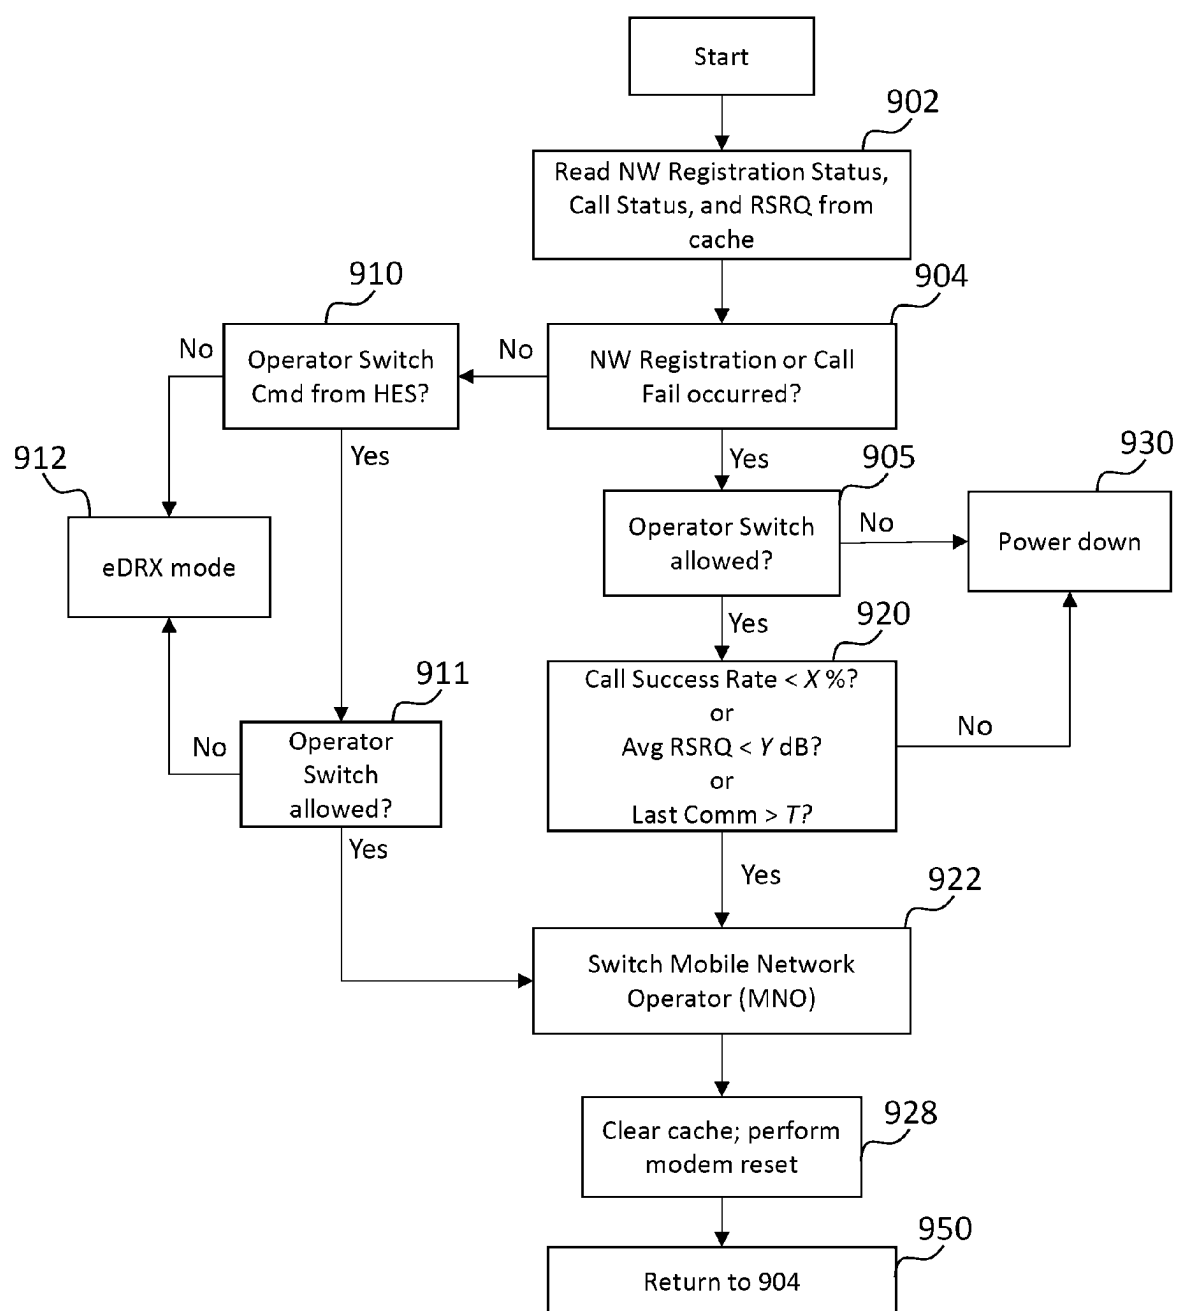 Start
902
Read NW Registration Status,
Call Status, and RSRQ from
cache
910
904
No
Operator Switch
Cmd from HES?
No
NW Registration or Call
Fail occurred?
912
Yes
Yes
905
930
eDRX mode
Operator Switch
allowed?
No
Power down
Yes
920
911
Call Success Rate < X %?
or
Avg RSRQ < Y dB?
or
Last Comm > T?
No
No
Operator
Switch
allowed?
Yes
Yes
922
Switch Mobile Network
Operator (MNO)
928
Clear cache; perform
modem reset
950
Return to 904